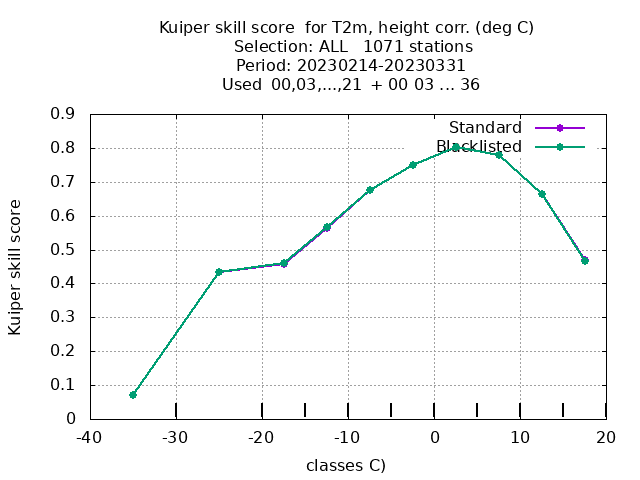 Kuiper skill score  for T2m, height corr. (deg C)
Selection: ALL   1071 stations
Period: 20230214-20230331
Used  00,03,...,21  + 00 03 ... 36
0.9
0.8
0.7
0.6
0.5
0.4
0.3
0.2
0.1
0
Kuiper skill score
Standard
Blacklisted
-40
-30
-20
-10
0
10
20
classes C)